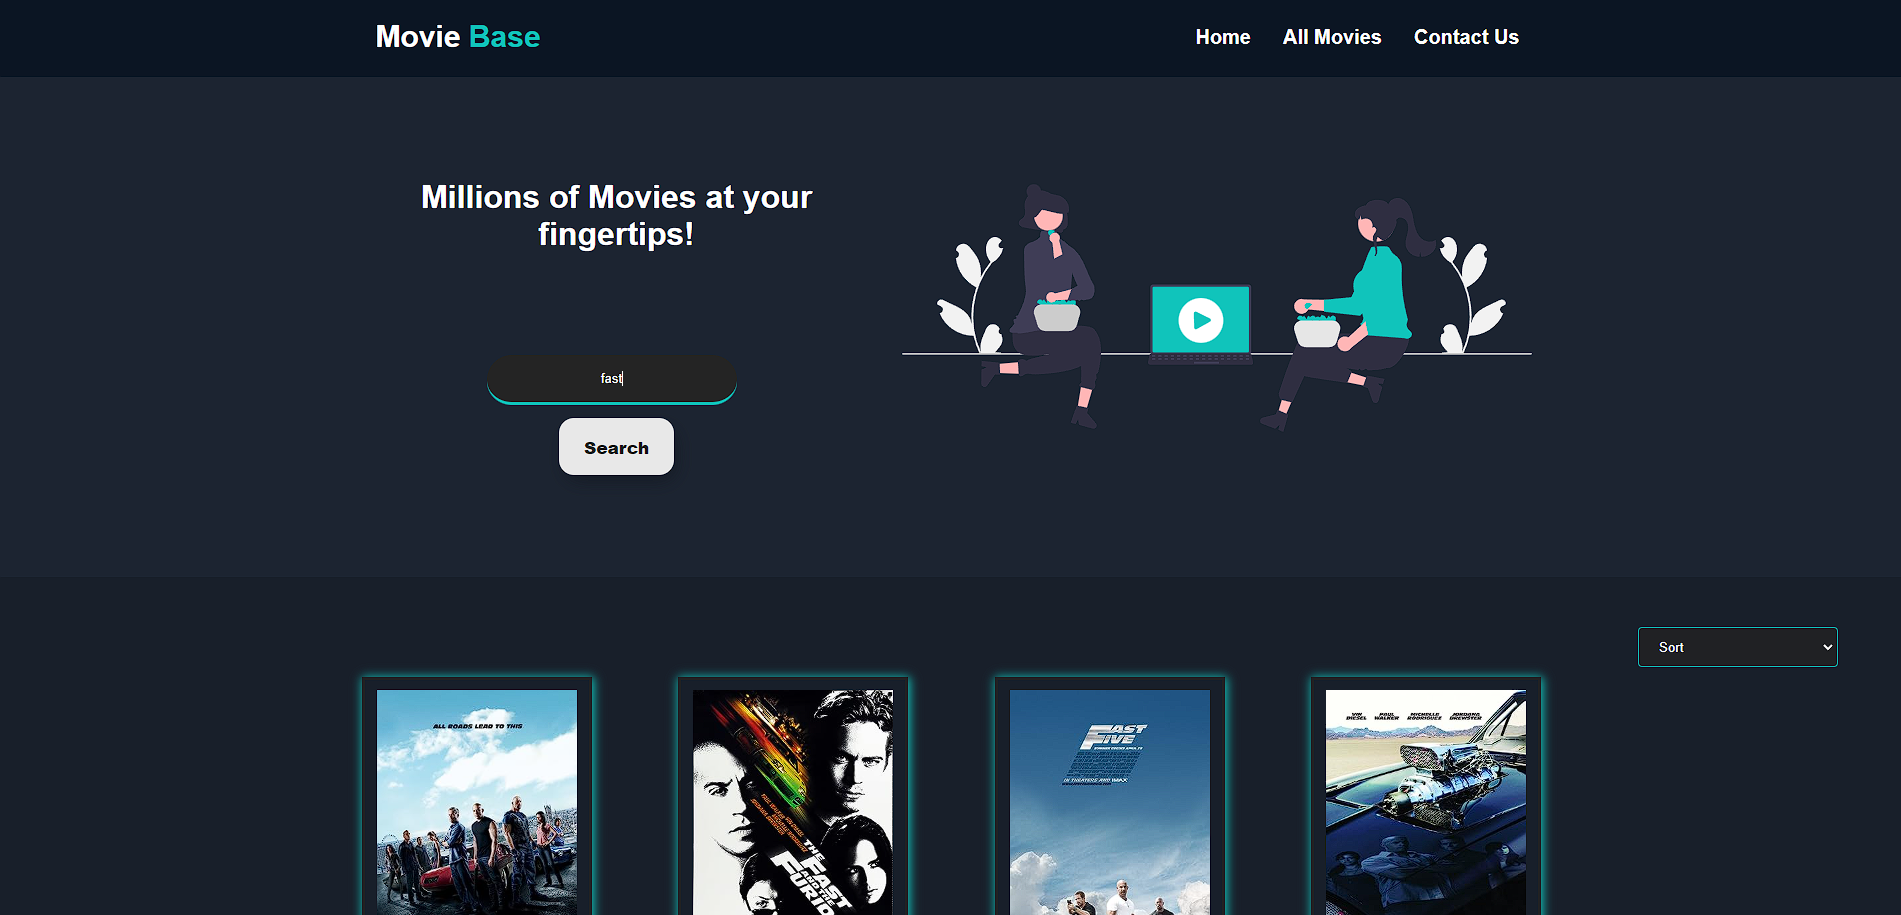 Movie Base
Home
All Movies
Contact Us
Millions of Movies at your
fingertips!
fast
Search
Sort
ALL ROADS LEAD TO THIS
THE
FAST
AND THE
FURIO
FAST
FIVE
IN THEATERS AND IMAX
VIN
DIESEL
PAUL
WALKER
MICHELLE
RODRIGUEZ
JORDANA
BREWSTER